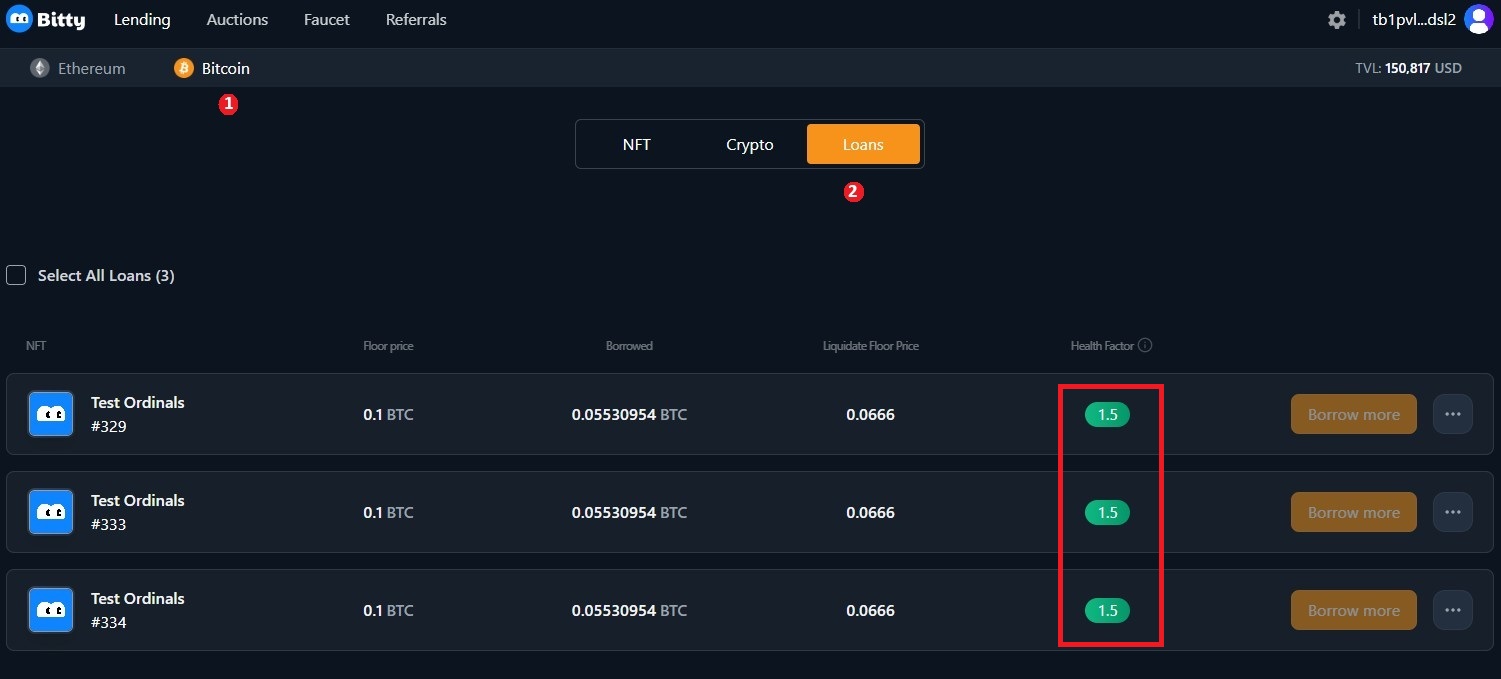 Bitty Lending Auctions Faucet Referrals tb1pvl...dsl2
Ethereum Bitcoin TVL: 150,817 USD
1
NFT Crypto Loans
2
Select All Loans (3)
NFT Floor price Borrowed Liquidate Floor Price Health Factor
Test Ordinals
#329
0.1 BTC 0.05530954 BTC 0.0666 1.5 Borrow more
Test Ordinals
#333
0.1 BTC 0.05530954 BTC 0.0666 1.5 Borrow more
Test Ordinals
#334
0.1 BTC 0.05530954 BTC 0.0666 1.5 Borrow more